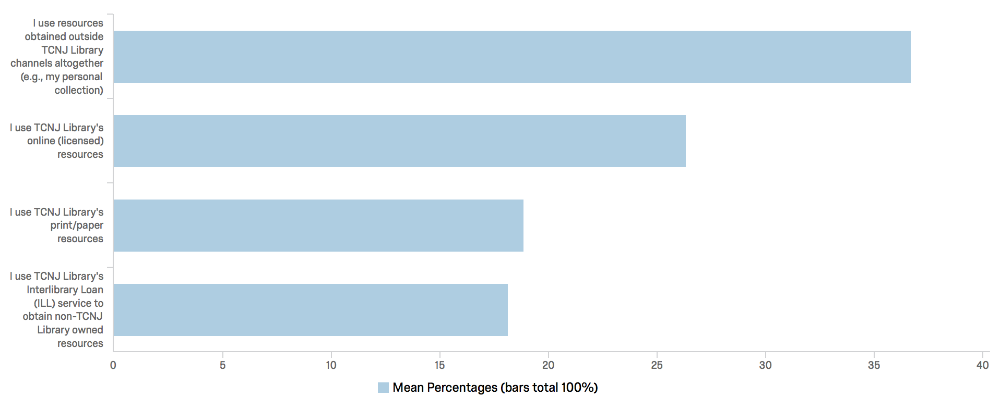 I use resources
obtained outside
TCNJ Library
channels altogether
(e.g., my personal
collection)
I use TCNJ Library's
online (licensed)
resources
I use TCNJ Library's
print/paper
resources
I use TCNJ Library's
Interlibrary Loan
(ILL) service to
obtain non-TCNJ
Library owned
resources
0 5 10 15 20 25 30 35 40
Mean Percentages (bars total 100%)